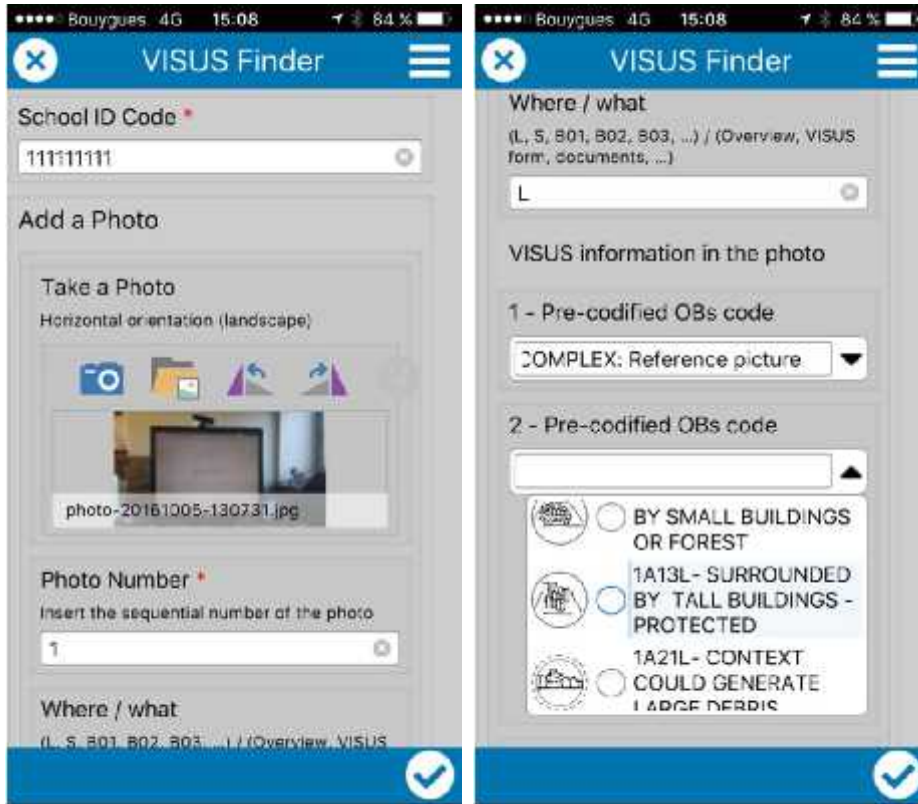 Bouygues 4G 15:08 84 %
VISUS Finder
School ID Code *
111111111
Add a Photo
Take a Photo
Horizontal orientation (landscape)
photo-20161005-130731.jpg
Photo Number *
Insert the sequential number of the photo
1
Where / what
(L, S, B01, B02, B03, ...) / (Overview, VISUS
Bouygues 4G 15:08 84 %
VISUS Finder
Where / what
(L, S, B01, B02, B03, ...) / (Overview, VISUS
form, documents, ...)
L
VISUS information in the photo
1 - Pre-codified OBs code
COMPLEX: Reference picture
2 - Pre-codified OBs code
BY SMALL BUILDINGS
OR FOREST
1A13L- SURROUNDED
BY TALL BUILDINGS -
PROTECTED
1A21L- CONTEXT
COULD GENERATE
LARGE DEBRIS